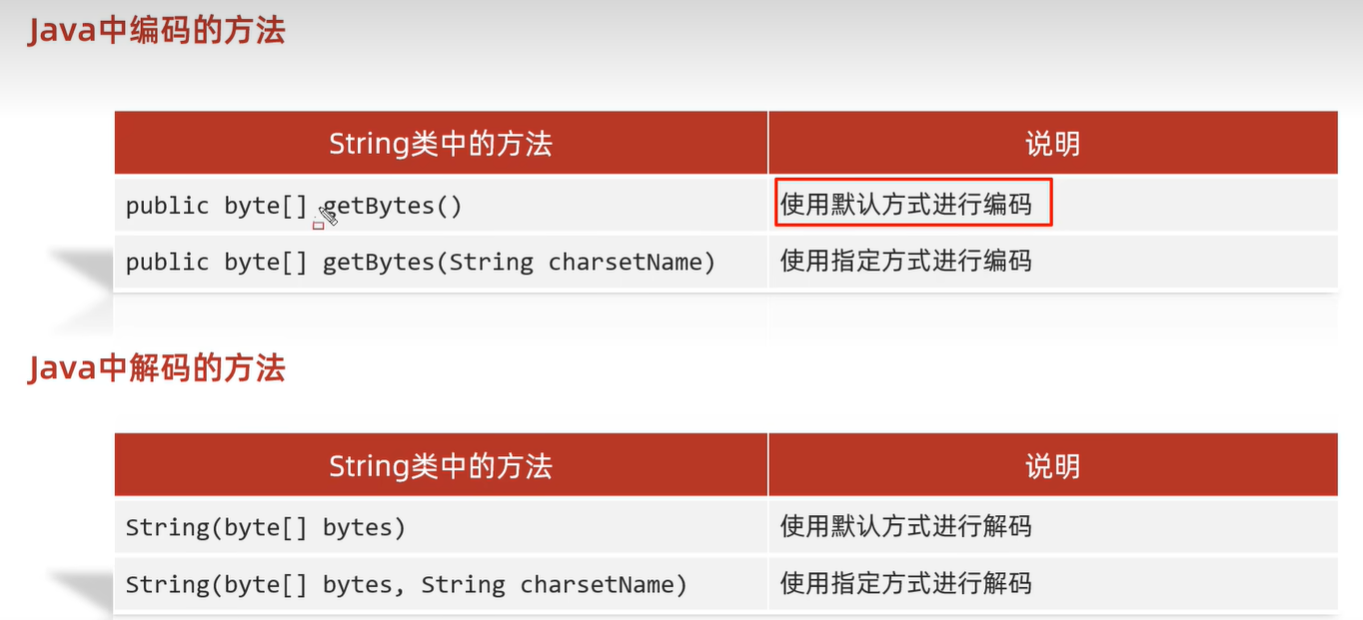 Java中编码的方法
String类中的方法 说明
public byte[] getBytes() 使用默认方式进行编码
public byte[] getBytes(String charsetName) 使用指定方式进行编码
Java中解码的方法
String类中的方法 说明
String(byte[] bytes) 使用默认方式进行解码
String(byte[] bytes, String charsetName) 使用指定方式进行解码